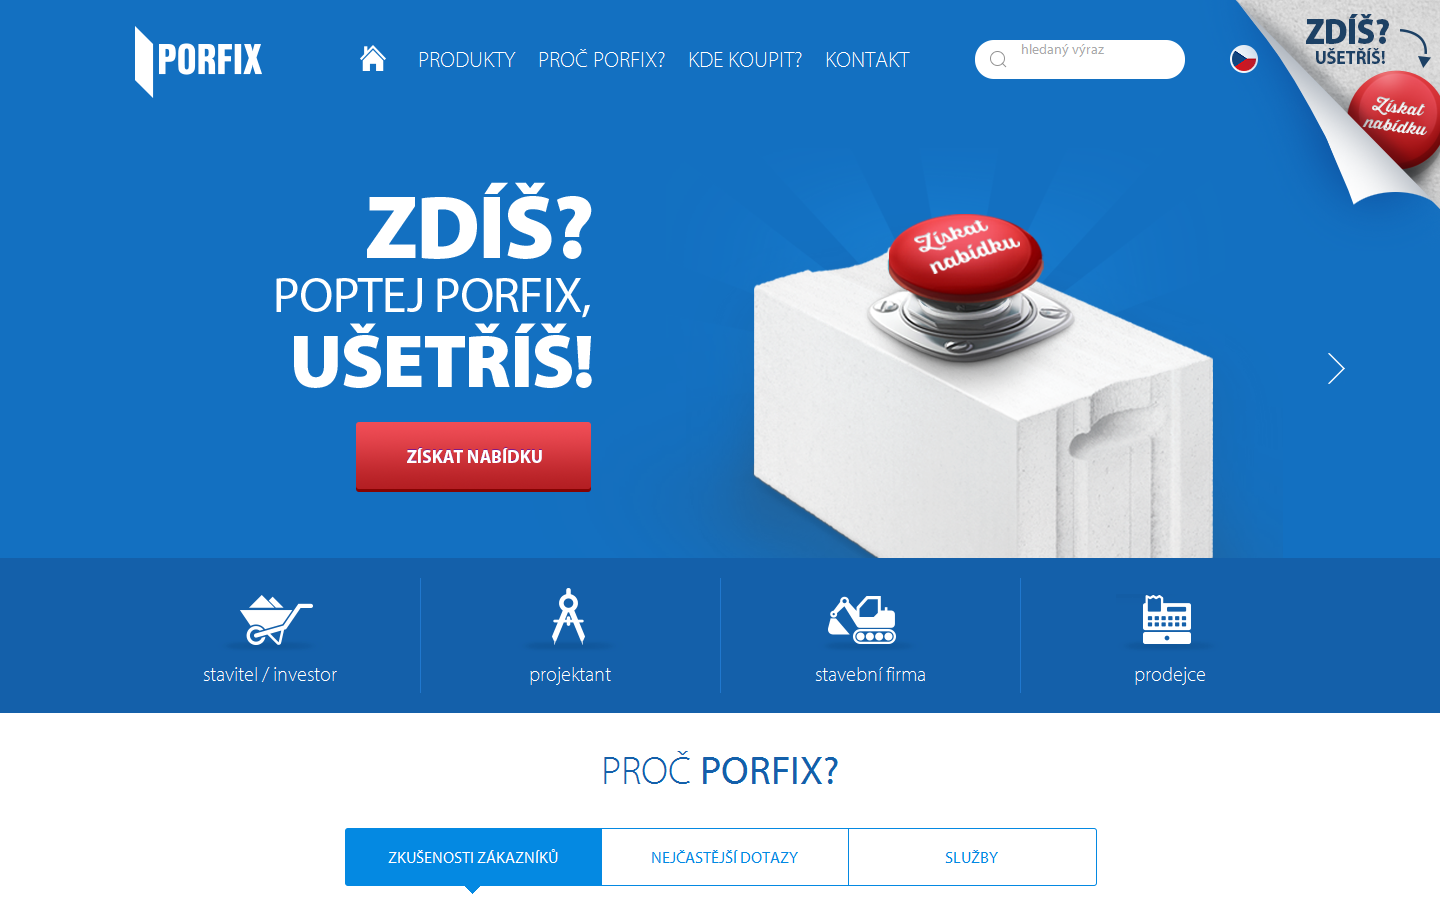 PORFIX
PRODUKTY PROČ PORFIX? KDE KOUPIT? KONTAKT
hledaný výraz
ZDÍŠ?
UŠETŘÍŠ!
Získat
nabídku
ZDÍŠ?
POPTEJ PORFIX,
UŠETŘÍŠ!
ZÍSKAT NABÍDKU
Získat
nabídku
stavitel / investor
projektant
stavební firma
prodejce
PROČ PORFIX?
ZKUŠENOSTI ZÁKAZNÍKŮ
NEJČASTĚJŠÍ DOTAZY
SLUŽBY